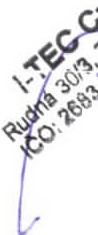 I-TEC C
Rudná 30/3,
IČO: 2683